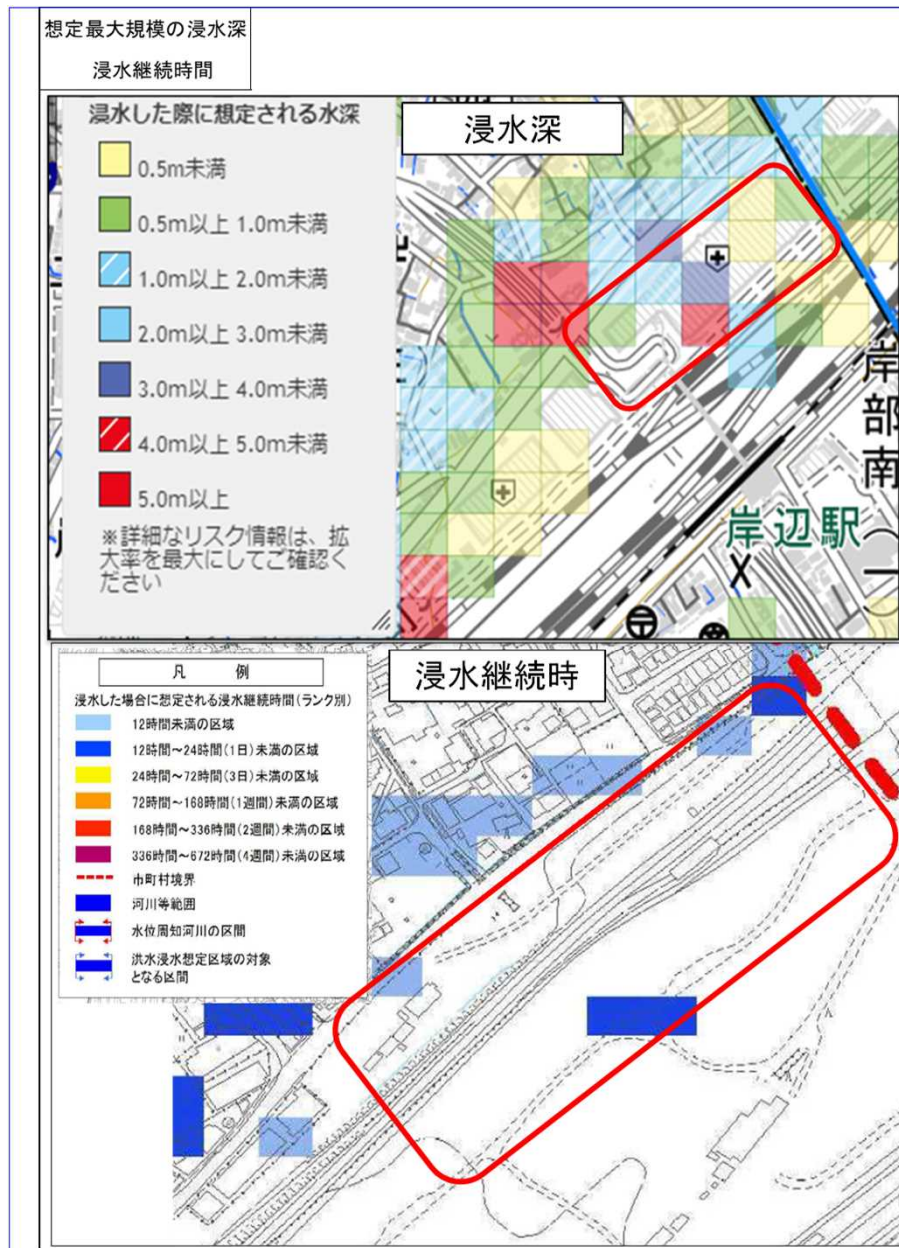 想定最大規模の浸水深
浸水継続時間
浸水した際に想定される水深
0.5m未満
0.5m以上 1.0m未満
1.0m以上 2.0m未満
2.0m以上 3.0m未満
3.0m以上 4.0m未満
4.0m以上 5.0m未満
5.0m以上
※詳細なリスク情報は、拡
大率を最大にしてご確認く
ださい
浸水深
岸部南(一)
岸辺駅
浸水継続時
凡 例
浸水した場合に想定される浸水継続時間(ランク別)
12時間未満の区域
12時間~24時間(1日)未満の区域
24時間~72時間(3日)未満の区域
72時間~168時間(1週間)未満の区域
168時間~336時間(2週間)未満の区域
336時間~672時間(4週間)未満の区域
市町村境界
河川等範囲
水位周知河川の区間
洪水浸水想定区域の対象
となる区間